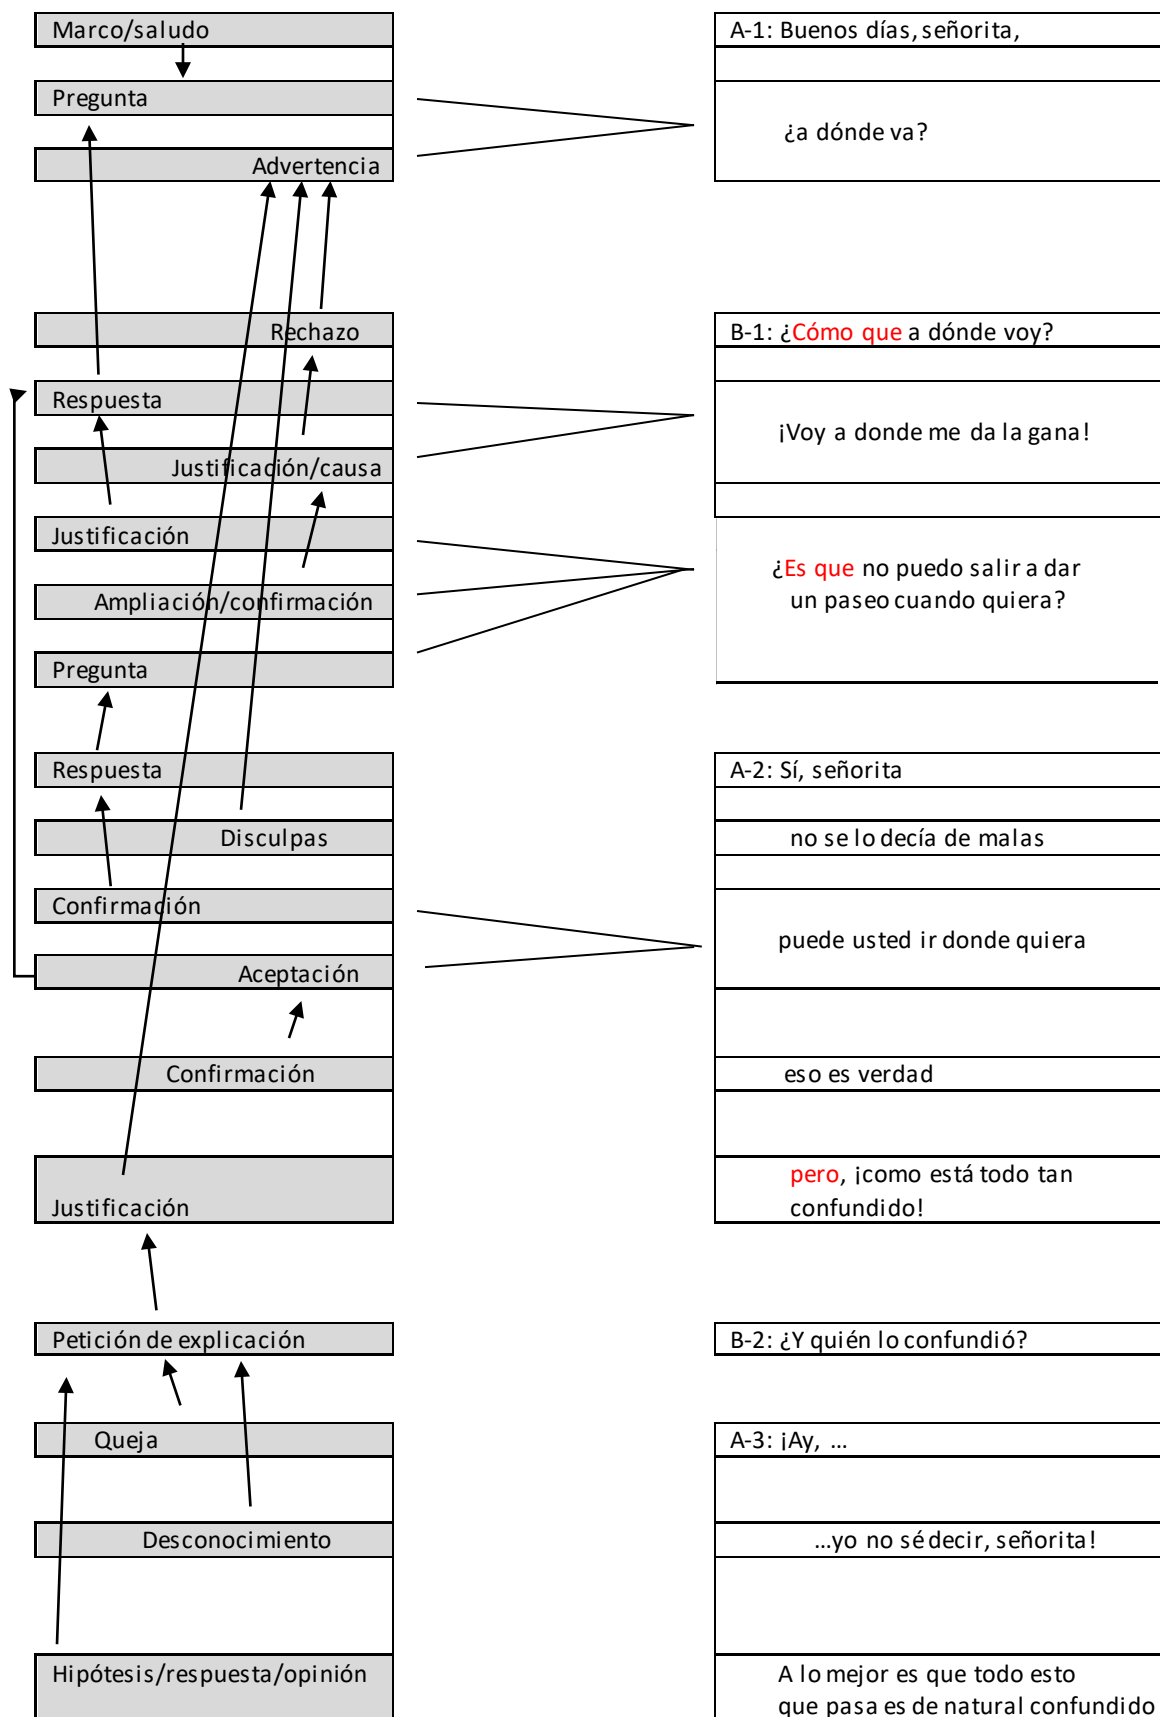 Marco/saludo
A-1: Buenos días, señorita,
Pregunta
¿a dónde va?
Advertencia
Rechazo
B-1: ¿Cómo que a dónde voy?
Respuesta
¡Voy a donde me da la gana!
Justificación/causa
Justificación
¿Es que no puedo salir a dar
un paseo cuando quiera?
Ampliación/confirmación
Pregunta
Respuesta
A-2: Sí, señorita
Disculpas
no se lo decía de malas
Confirmación
puede usted ir donde quiera
Aceptación
Confirmación
eso es verdad
pero, ¡como está todo tan
confundido!
Justificación
Petición de explicación
B-2: ¿Y quién lo confundió?
Queja
A-3: ¡Ay, ...
Desconocimiento
...yo no sé decir, señorita!
Hipótesis/respuesta/opinión
A lo mejor es que todo esto
que pasa es de natural confundido